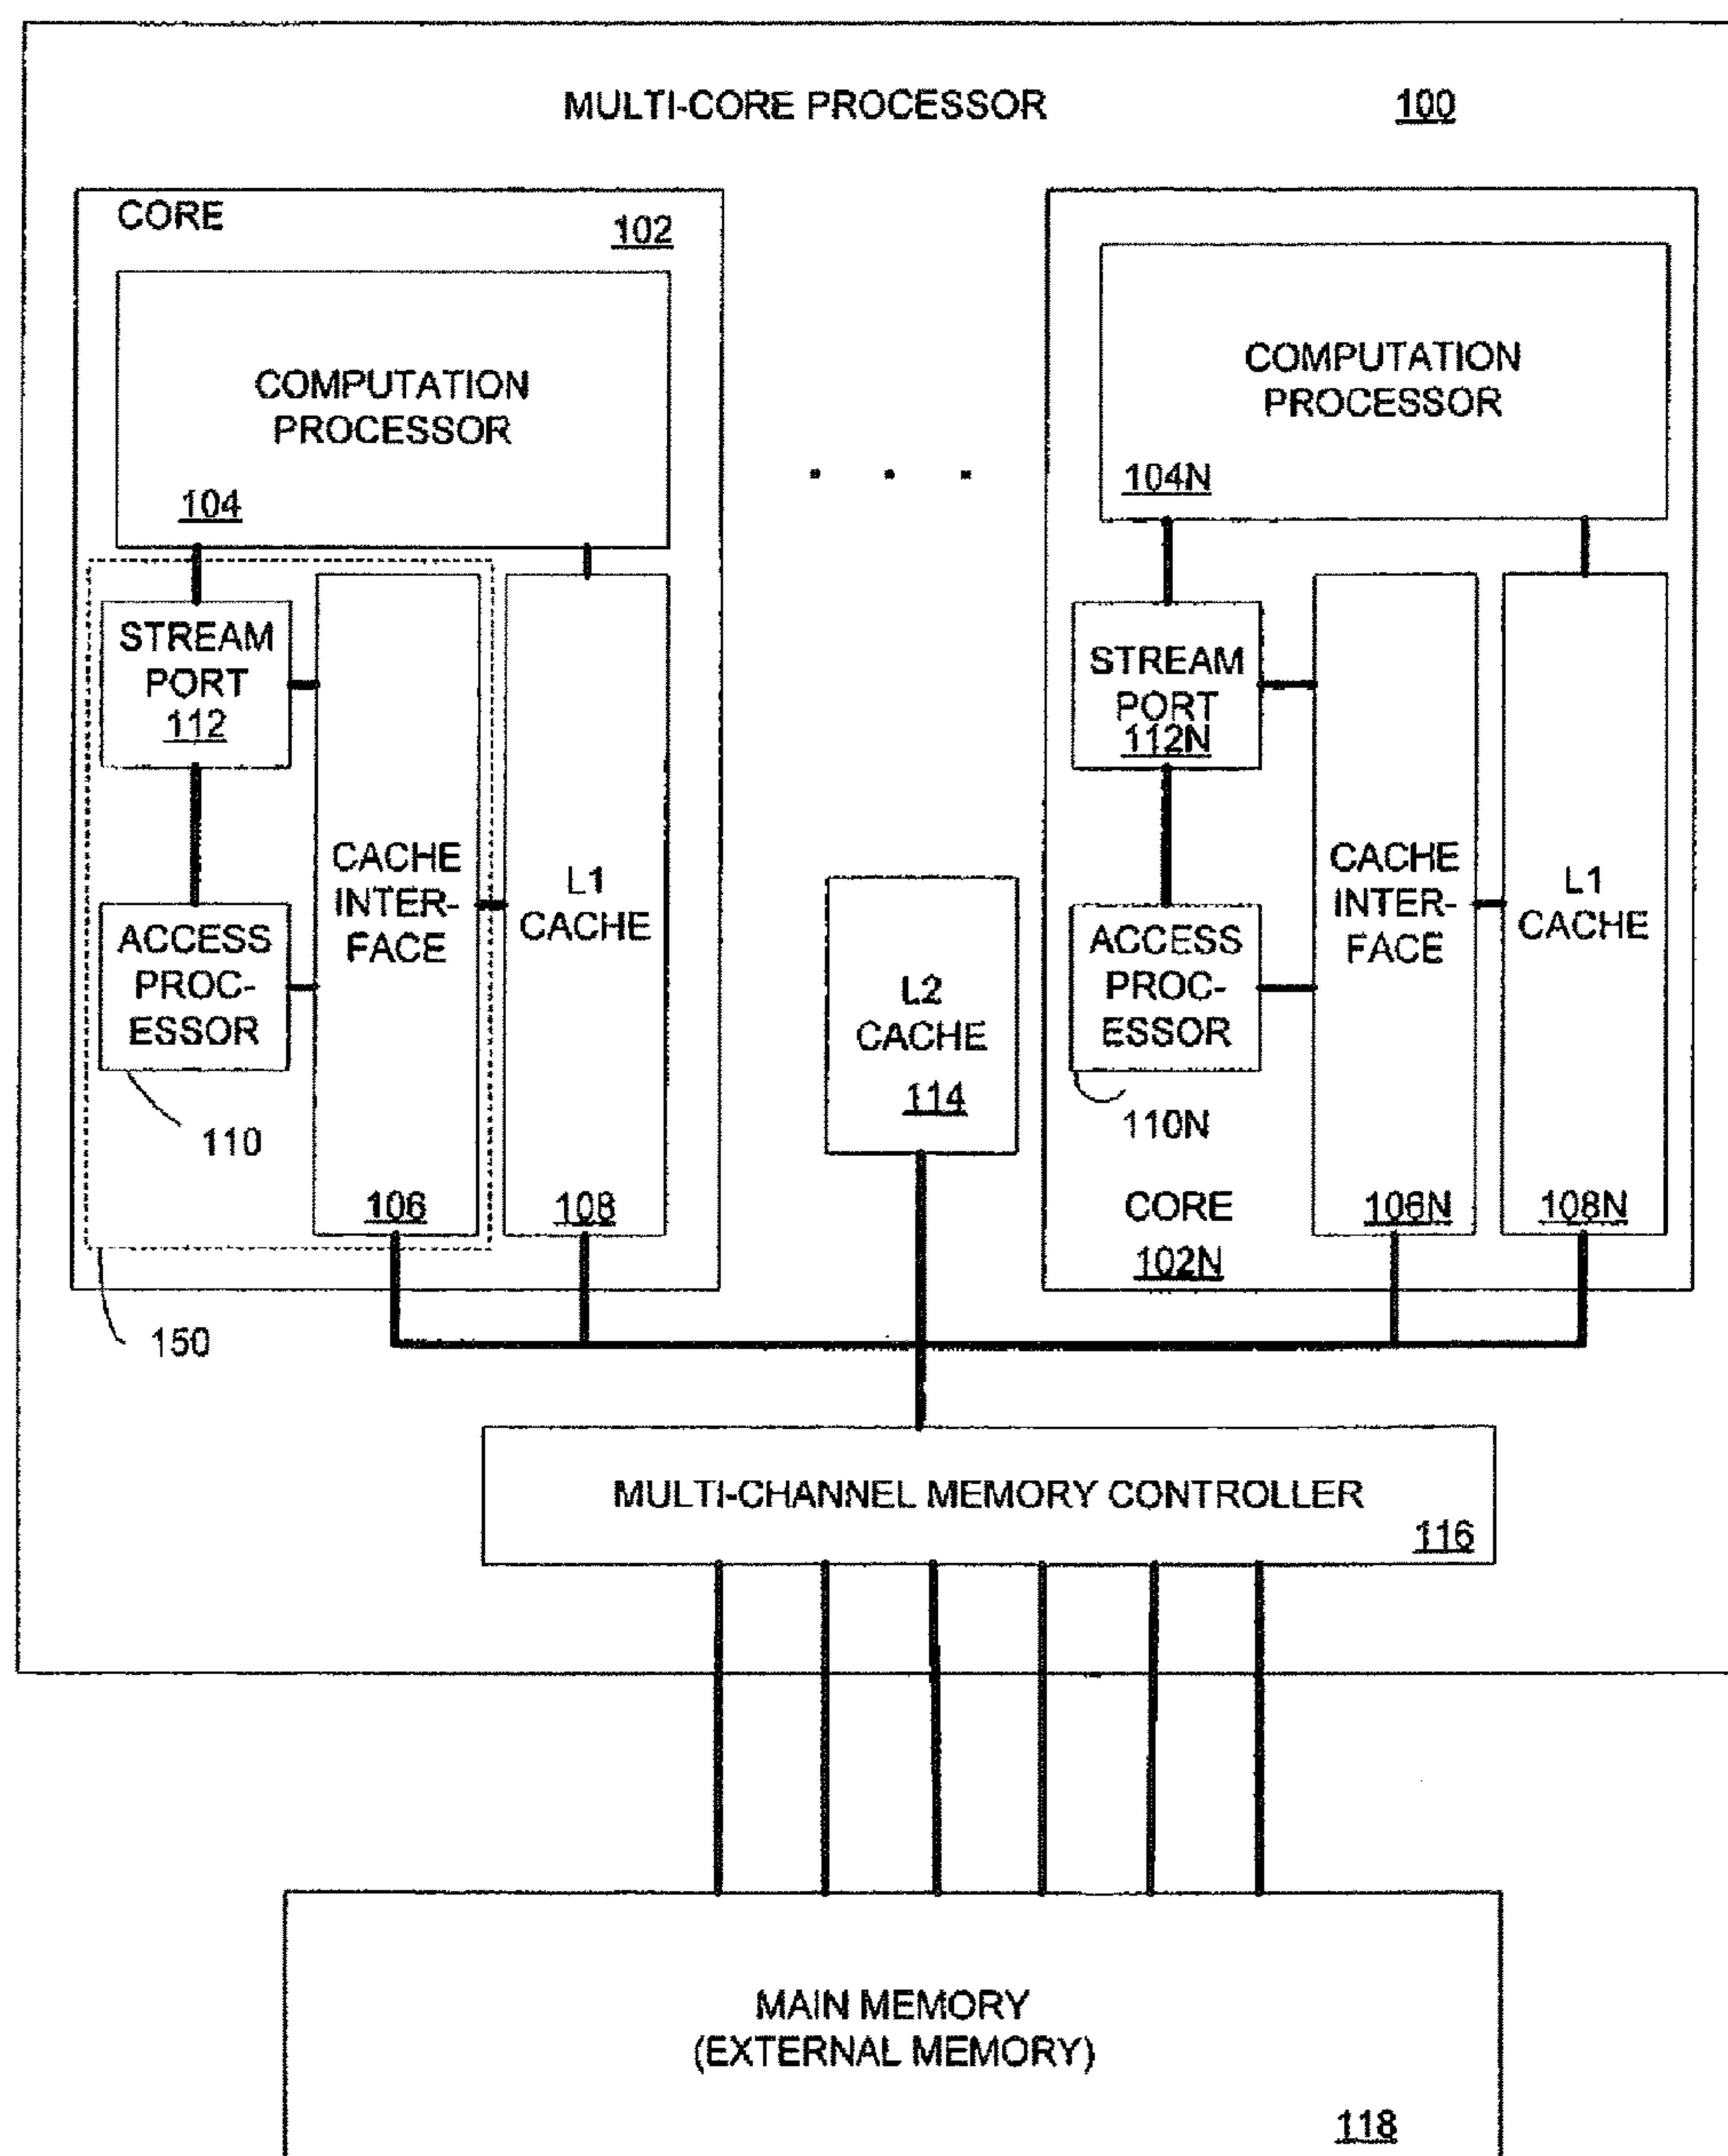 MULTI-CORE PROCESSOR 100
CORE
102
COMPUTATION
PROCESSOR
104
STREAM
PORT
112
ACCESS
PROC-
ESSOR
110
CACHE
INTER-
FACE
106
L1
CACHE
108
150
. . .
L2
CACHE
114
COMPUTATION
PROCESSOR
104N
STREAM
PORT
112N
ACCESS
PROC-
ESSOR
110N
CACHE
INTER-
FACE
106N
L1
CACHE
108N
CORE
102N
MULTI-CHANNEL MEMORY CONTROLLER
116
MAIN MEMORY
(EXTERNAL MEMORY)
118